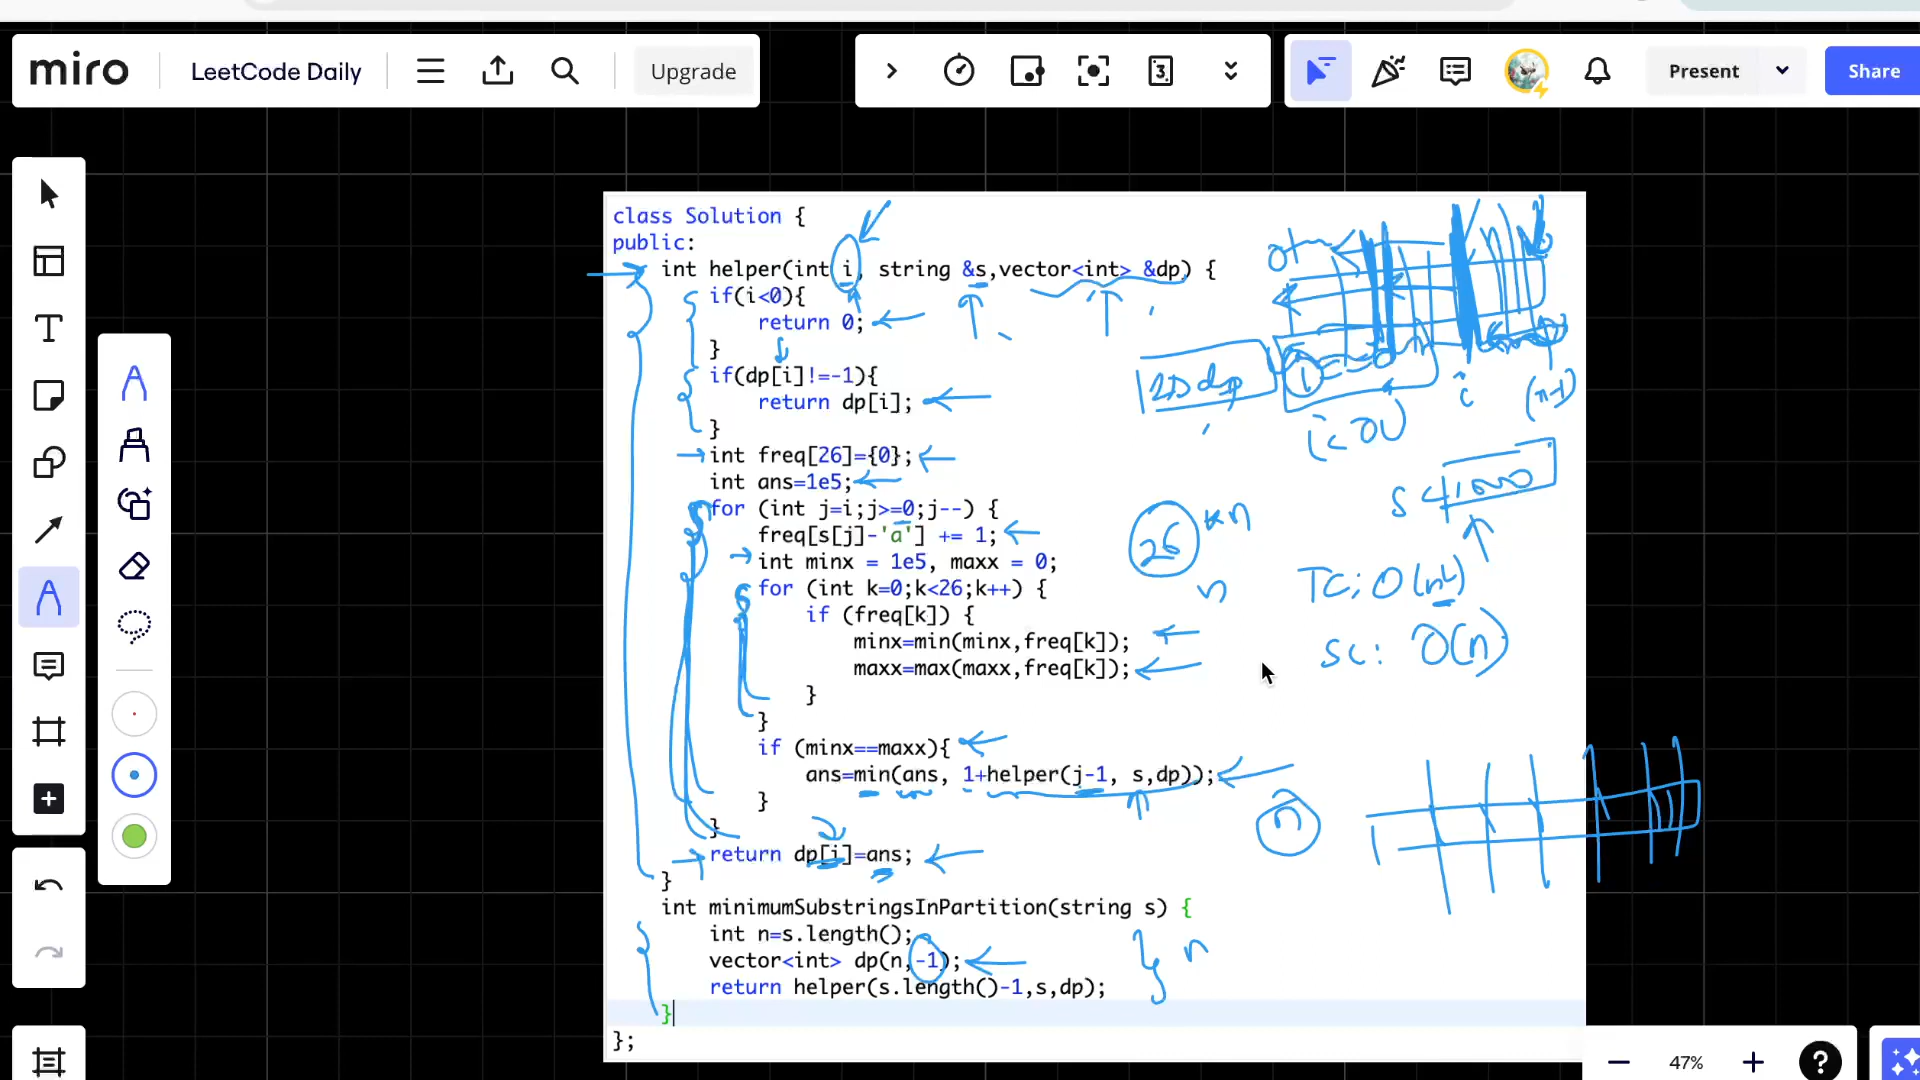 miro
LeetCode Daily
Upgrade
3
Present
Share
class Solution {
public:
int helper(int i, string &s,vector<int> &dp) {
if(i<0){
return 0;
}
if(dp[i]!=-1){
return dp[i];
}
int freq[26]={0};
int ans=1e5;
for (int j=i;j>=0;j--) {
freq[s[j]-'a'] += 1;
int minx = 1e5, maxx = 0;
for (int k=0;k<26;k++) {
if (freq[k]) {
minx=min(minx,freq[k]);
maxx=max(maxx,freq[k]);
}
}
if (minx==maxx){
ans=min(ans, 1+helper(j-1, s,dp));
}
}
return dp[i]=ans;
}
int minimumSubstringsInPartition(string s) {
int n=s.length();
vector<int> dp(n,-1);
return helper(s.length()-1,s,dp);
}
};
1
i
(n-1)
26
*n
n
1000
TC: O(n²)
SC: O(n)
n
n
47%
?